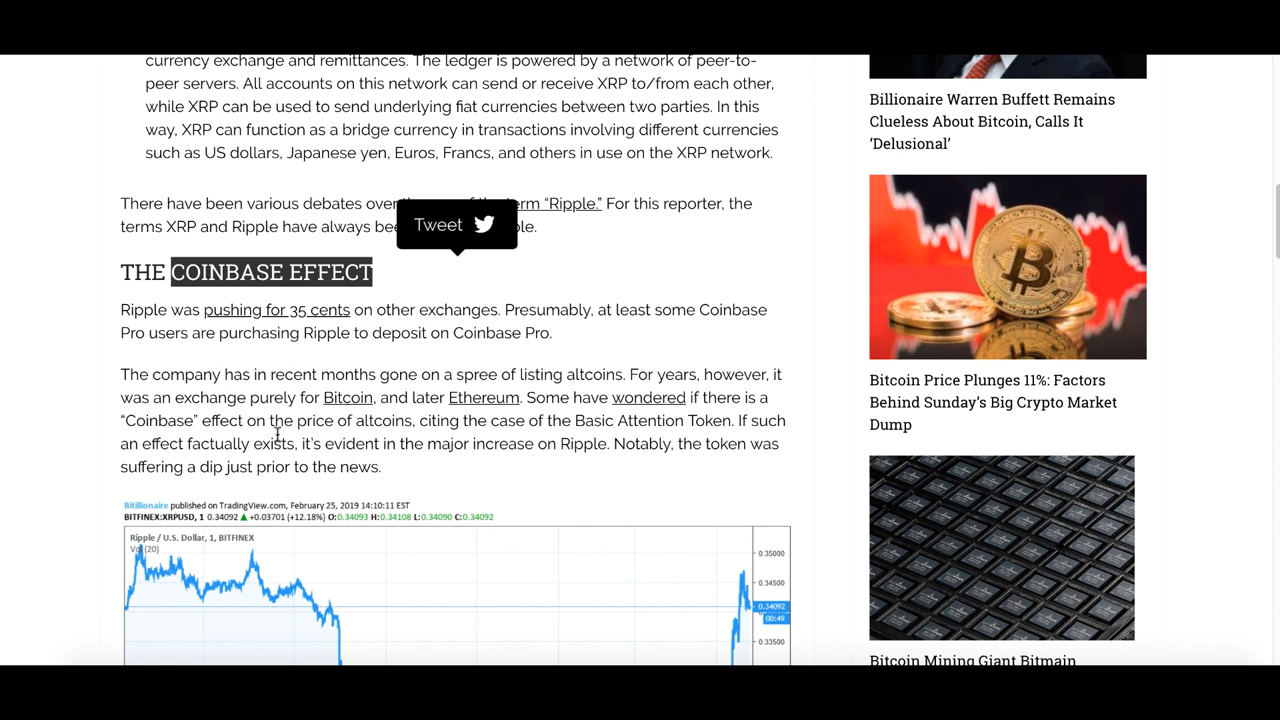 currency exchange and remittances. The ledger is powered by a network of peer-to-
peer servers. All accounts on this network can send or receive XRP to/from each other,
while XRP can be used to send underlying fiat currencies between two parties. In this
way, XRP can function as a bridge currency in transactions involving different currencies
such as US dollars, Japanese yen, Euros, Francs, and others in use on the XRP network.
There have been various debates over term “Ripple.” For this reporter, the
terms XRP and Ripple have always
Tweet
THE COINBASE EFFECT
Ripple was pushing for 35 cents on other exchanges. Presumably, at least some Coinbase
Pro users are purchasing Ripple to deposit on Coinbase Pro.
The company has in recent months gone on a spree of listing altcoins. For years, however, it
was an exchange purely for Bitcoin, and later Ethereum. Some have wondered if there is a
“Coinbase” effect on the price of altcoins, citing the case of the Basic Attention Token. If such
an effect factually exists, it’s evident in the major increase on Ripple. Notably, the token was
suffering a dip just prior to the news.
Bitillionaire published on TradingView.com, February 25, 2019 14:10:11 EST
BITFINEX:XRPUSD, 1 0.34092 ▲ +0.03701 (+12.18%) O:0.34093 H:0.34108 L:0.34090 C:0.34092
Ripple / U.S. Dollar, 1, BITFINEX
(20)
0.35000
0.34500
0.34092
00:49
0.33500
Billionaire Warren Buffett Remains
Clueless About Bitcoin, Calls It
‘Delusional’
Bitcoin Price Plunges 11%: Factors
Behind Sunday’s Big Crypto Market
Dump
Bitcoin Mining Giant Bitmain